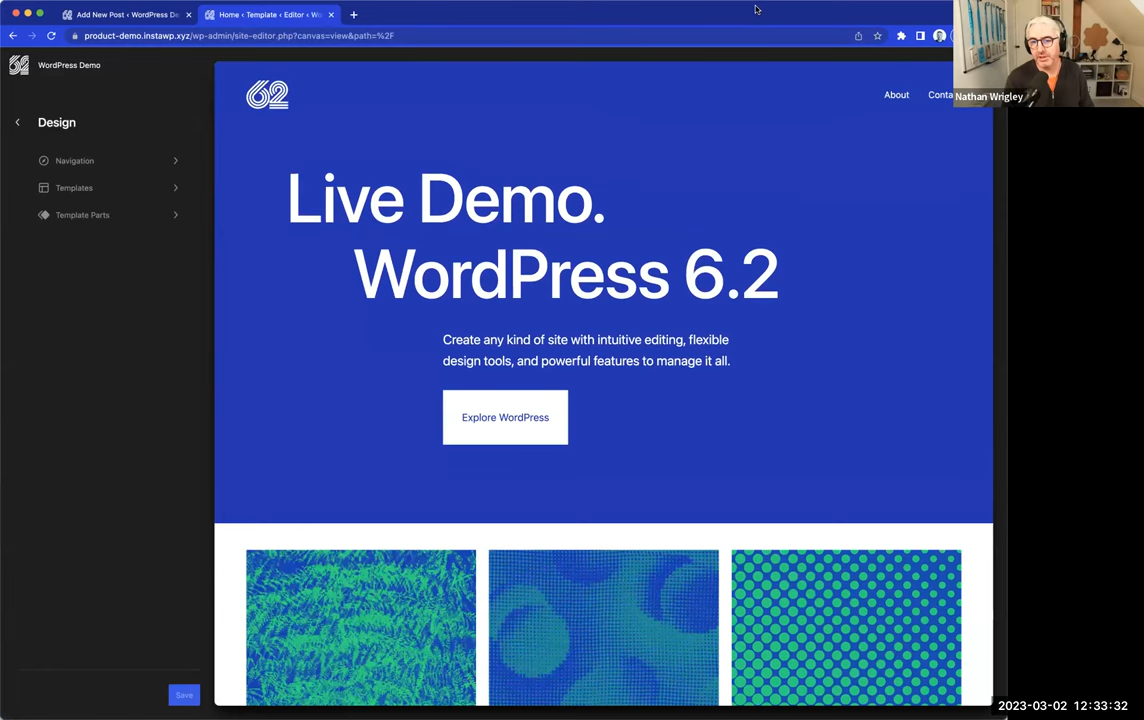 Add New Post ‹ WordPress De
Home ‹ Template ‹ Editor ‹ Wo
product-demo.instawp.xyz/wp-admin/site-editor.php?canvas=view&path=%2F
WordPress Demo
Design
Navigation
Templates
Template Parts
Save
62
About
Conta
Live Demo.
WordPress 6.2
Create any kind of site with intuitive editing, flexible
design tools, and powerful features to manage it all.
Explore WordPress
Nathan Wrigley
2023-03-02 12:33:32